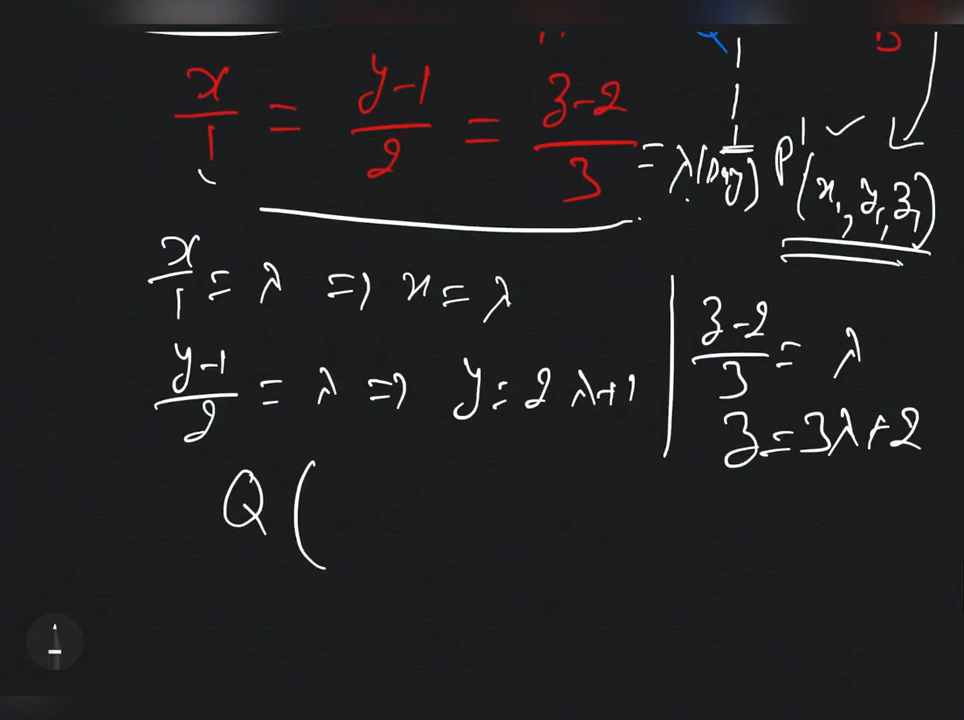 x/1 = (y-1)/2 = (z-2)/3 = λ(say) P'
(x₁, y₁, z₁)
x/1 = λ ⇒ x = λ
(y-1)/2 = λ ⇒ y = 2λ+1
(z-2)/3 = λ
z = 3λ+2
Q (